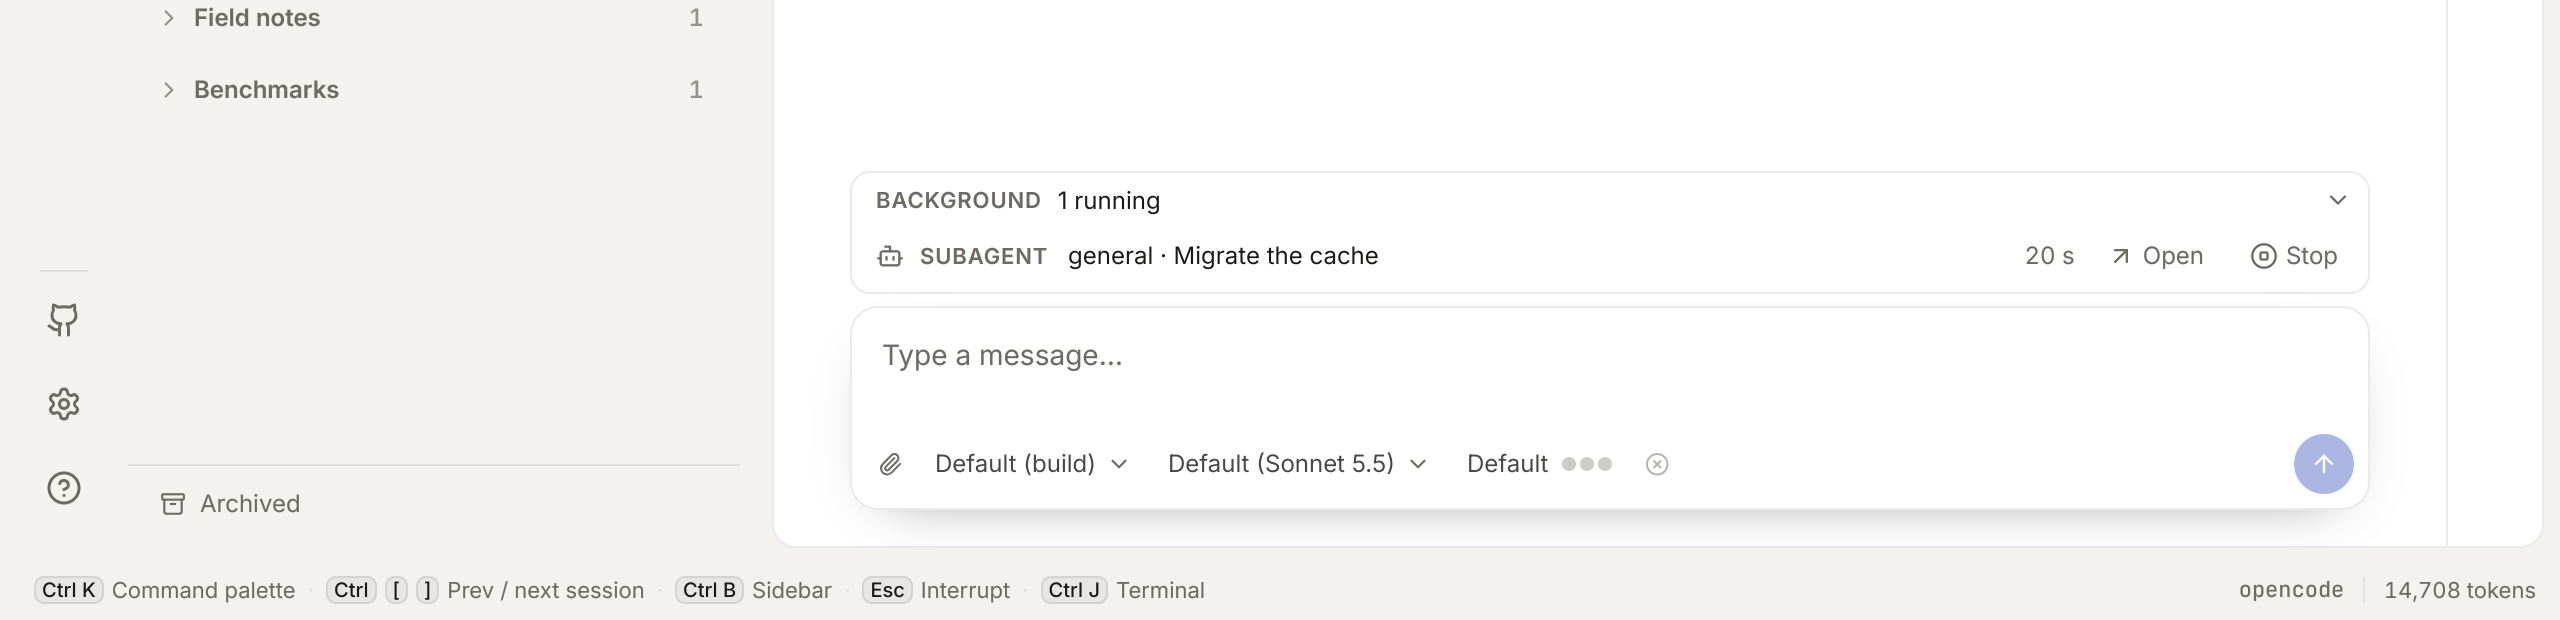 Field notes 1
Benchmarks 1
BACKGROUND 1 running
SUBAGENT general · Migrate the cache 20 s Open Stop
Type a message...
Default (build) Default (Sonnet 5.5) Default
Archived
Ctrl K Command palette · Ctrl [ ] Prev / next session · Ctrl B Sidebar · Esc Interrupt · Ctrl J Terminal opencode 14,708 tokens